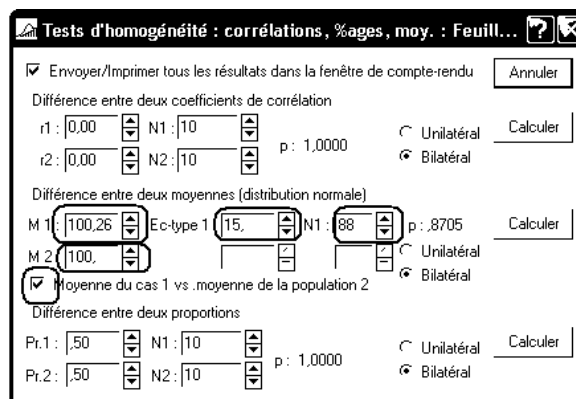 Tests d'homogénéité : corrélations, %ages, moy. : Feuill...
Envoyer/Imprimer tous les résultats dans la fenêtre de compte-rendu
Annuler
Différence entre deux coefficients de corrélation
r1 : 0,00 N1 : 10 p : 1,0000 Unilatéral Calculer
r2 : 0,00 N2 : 10 Bilatéral
Différence entre deux moyennes (distribution normale)
M 1 : 100,26 Ec-type 1 15, N1 : 88 p : ,8705 Calculer
M 2 100, Unilatéral
Bilatéral
Moyenne du cas 1 vs .moyenne de la population 2
Différence entre deux proportions
Pr.1 : ,50 N1 : 10 p : 1,0000 Unilatéral Calculer
Pr.2 : ,50 N2 : 10 Bilatéral